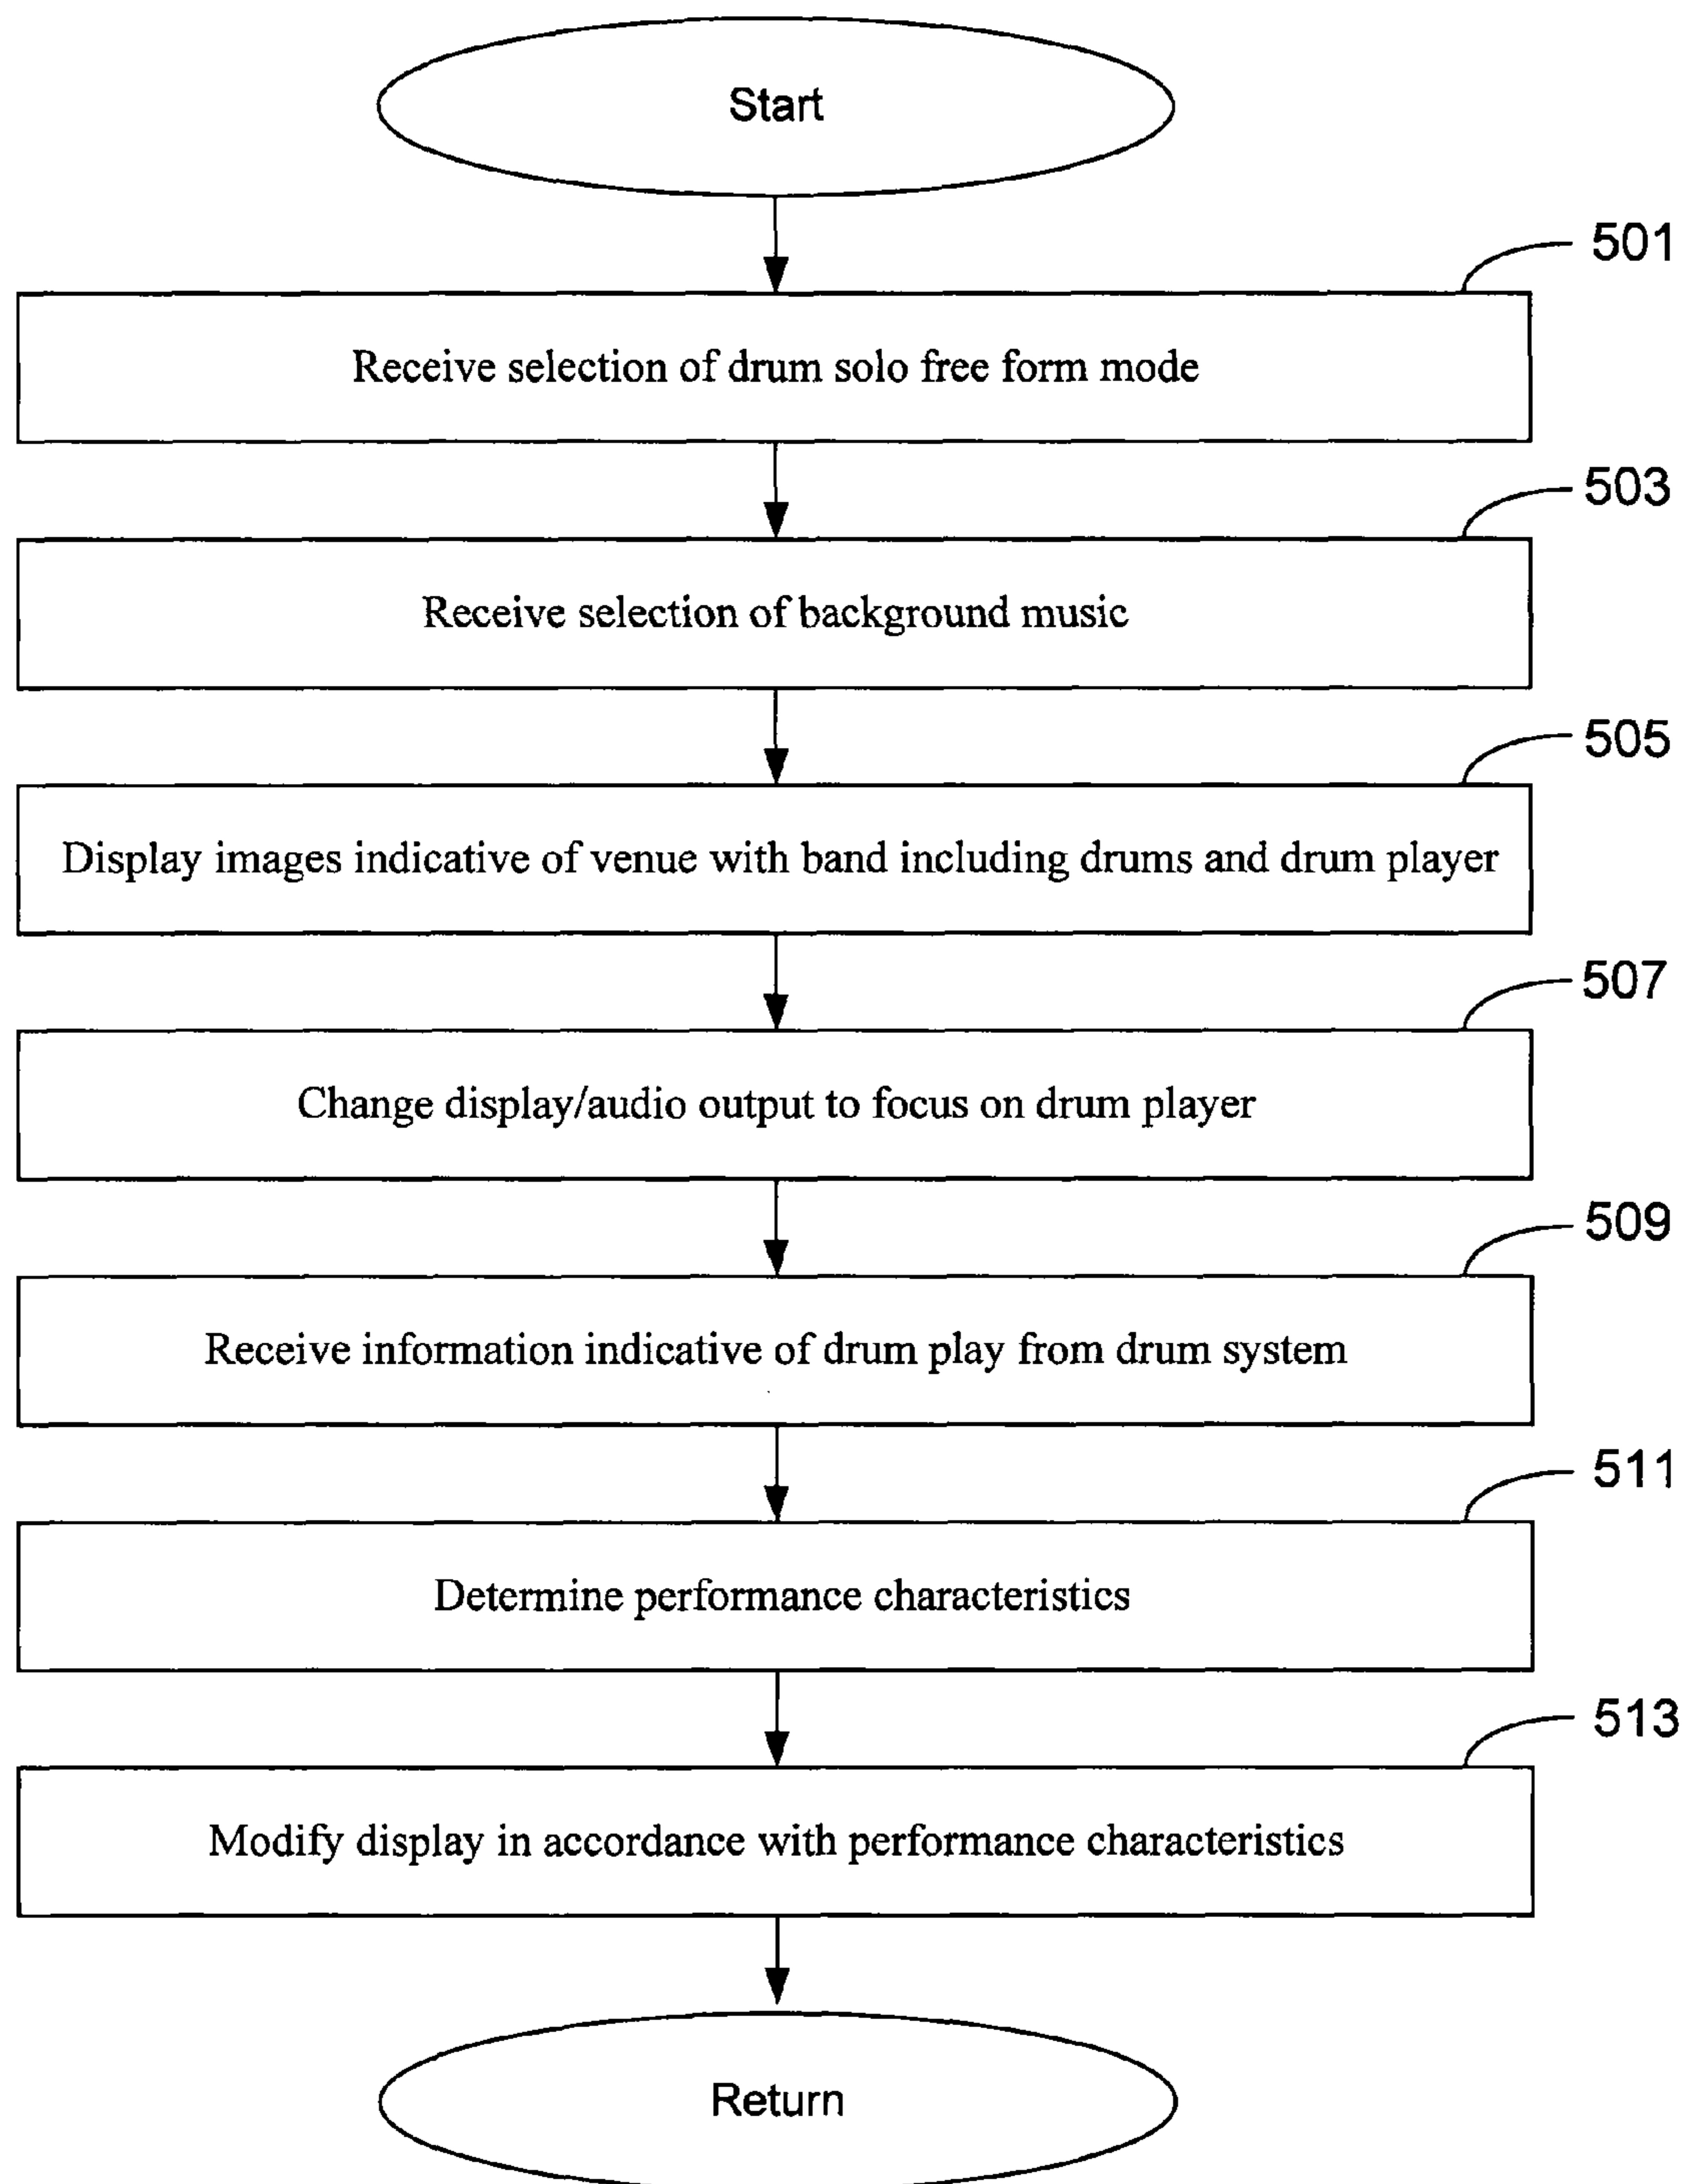 Start
501
Receive selection of drum solo free form mode
503
Receive selection of background music
505
Display images indicative of venue with band including drums and drum player
507
Change display/audio output to focus on drum player
509
Receive information indicative of drum play from drum system
511
Determine performance characteristics
513
Modify display in accordance with performance characteristics
Return